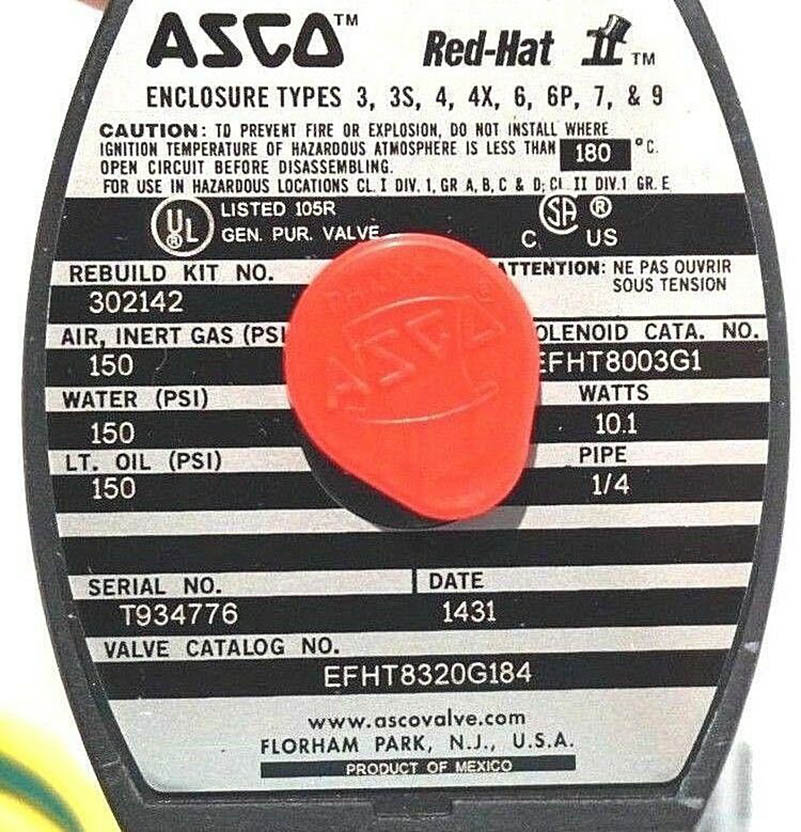 ASCO™ Red-Hat II™
ENCLOSURE TYPES 3, 3S, 4, 4X, 6, 6P, 7, & 9
CAUTION: TO PREVENT FIRE OR EXPLOSION, DO NOT INSTALL WHERE
IGNITION TEMPERATURE OF HAZARDOUS ATMOSPHERE IS LESS THAN 180 °C.
OPEN CIRCUIT BEFORE DISASSEMBLING.
FOR USE IN HAZARDOUS LOCATIONS CL. I DIV. 1, GR A, B, C & D; CL II DIV.1 GR. E
UL® LISTED 105R
GEN. PUR. VALVE
C SA® US
REBUILD KIT NO.
302142
ATTENTION: NE PAS OUVRIR
SOUS TENSION
AIR, INERT GAS (PSI
150
OLENOID CATA. NO.
EFHT8003G1
ASCO
WATER (PSI)
150
WATTS
10.1
LT. OIL (PSI)
150
PIPE
1/4
SERIAL NO. DATE
T934776 1431
VALVE CATALOG NO.
EFHT8320G184
www.ascovalve.com
FLORHAM PARK, N.J., U.S.A.
PRODUCT OF MEXICO